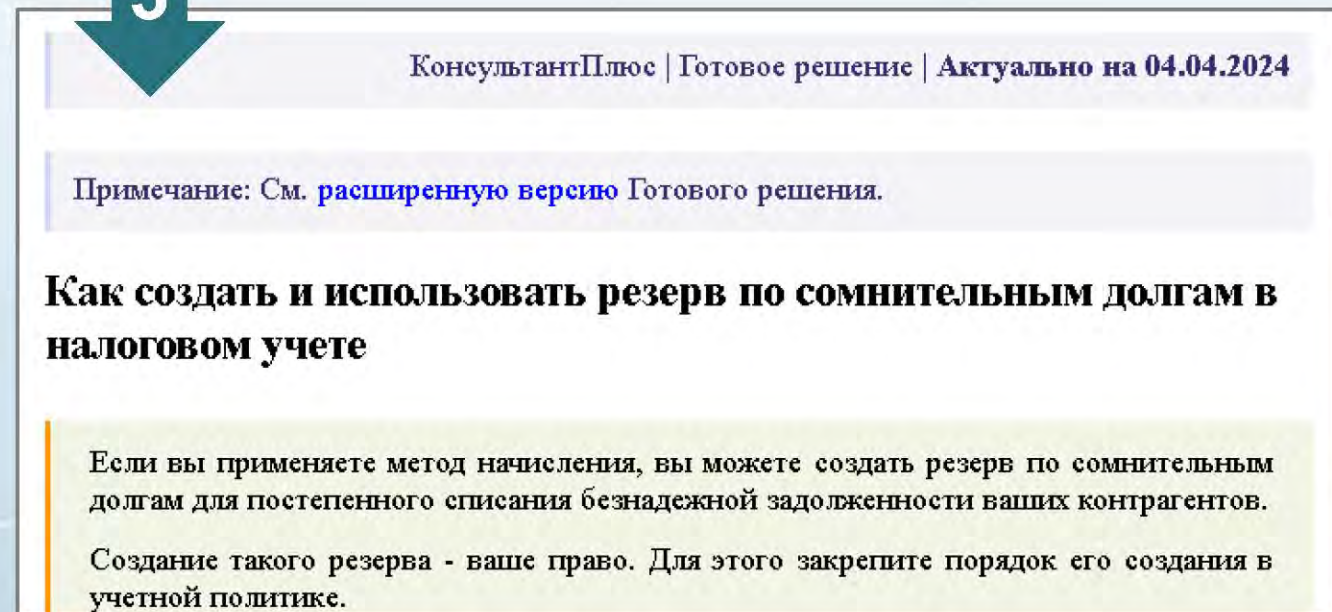 КонсультантПлюс | Готовое решение | Актуально на 04.04.2024
Примечание: См. расширенную версию Готового решения.
Как создать и использовать резерв по сомнительным долгам в
налоговом учете
Если вы применяете метод начисления, вы можете создать резерв по сомнительным
долгам для постепенного списания безнадежной задолженности ваших контрагентов.
Создание такого резерва - ваше право. Для этого закрепите порядок его создания в
учетной политике.